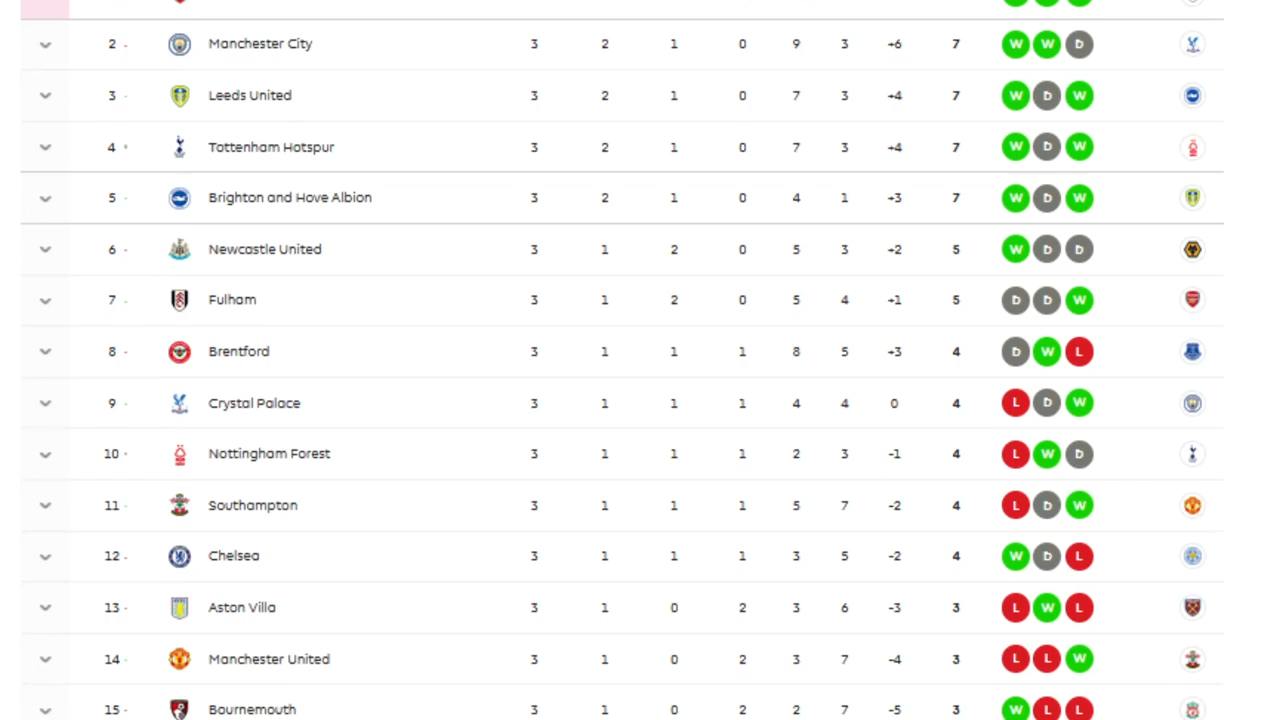 2 Manchester City 3 2 1 0 9 3 +6 7 W W D
3 Leeds United 3 2 1 0 7 3 +4 7 W D W
4 Tottenham Hotspur 3 2 1 0 7 3 +4 7 W D W
5 Brighton and Hove Albion 3 2 1 0 4 1 +3 7 W D W
6 Newcastle United 3 1 2 0 5 3 +2 5 W D D
7 Fulham 3 1 2 0 5 4 +1 5 D D W
8 Brentford 3 1 1 1 8 5 +3 4 D W L
9 Crystal Palace 3 1 1 1 4 4 0 4 L D W
10 Nottingham Forest 3 1 1 1 2 3 -1 4 L W D
11 Southampton 3 1 1 1 5 7 -2 4 L D W
12 Chelsea 3 1 1 1 3 5 -2 4 W D L
13 Aston Villa 3 1 0 2 3 6 -3 3 L W L
14 Manchester United 3 1 0 2 3 7 -4 3 L L W
15 Bournemouth 3 1 0 2 2 7 -5 3 W L L